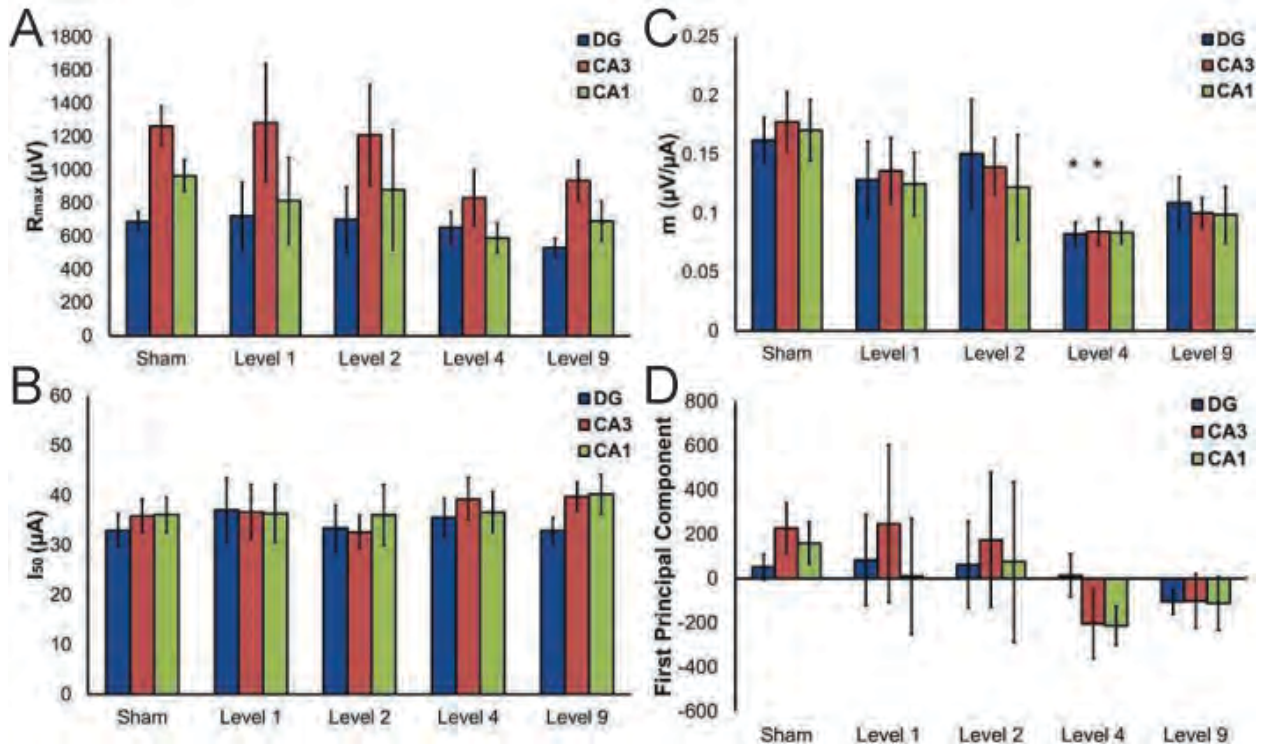 A
Rmax (µV)
1800
1600
1400
1200
1000
800
600
400
200
0
DG
CA3
CA1
Sham Level 1 Level 2 Level 4 Level 9
B
I50 (µA)
60
50
40
30
20
10
0
DG
CA3
CA1
Sham Level 1 Level 2 Level 4 Level 9
C
m (µV/µA)
0.25
0.2
0.15
0.1
0.05
0
DG
CA3
CA1
* *
Sham Level 1 Level 2 Level 4 Level 9
D
First Principal Component
800
600
400
200
0
-200
-400
-600
DG
CA3
CA1
Sham Level 1 Level 2 Level 4 Level 9